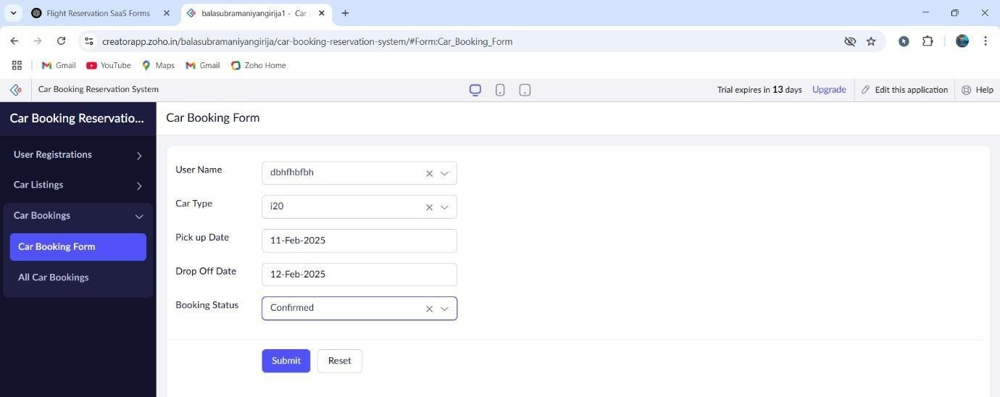 Flight Reservation SaaS Forms
balasubramaniyangirija1 - Car
creatorapp.zoho.in/balasubramaniyangirija/car-booking-reservation-system/#Form:Car_Booking_Form
Gmail YouTube Maps Gmail Zoho Home
Car Booking Reservation System
Trial expires in 13 days Upgrade Edit this application Help
Car Booking Reservatio...
User Registrations
Car Listings
Car Bookings
Car Booking Form
All Car Bookings
Car Booking Form
User Name dbhfhbfbh
Car Type i20
Pick up Date 11-Feb-2025
Drop Off Date 12-Feb-2025
Booking Status Confirmed
Submit Reset